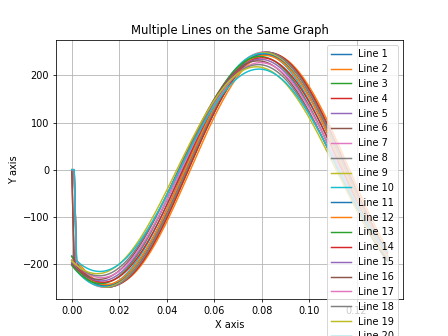 Multiple Lines on the Same Graph
Y axis
200
100
0
−100
−200
0.00
0.02
0.04
0.06
0.08
0.10
X axis
Line 1
Line 2
Line 3
Line 4
Line 5
Line 6
Line 7
Line 8
Line 9
Line 10
Line 11
Line 12
Line 13
Line 14
Line 15
Line 16
Line 17
Line 18
Line 19
Line 20